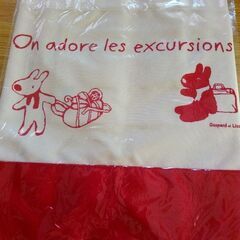 On adore les excursions
Gaspard et Lisa